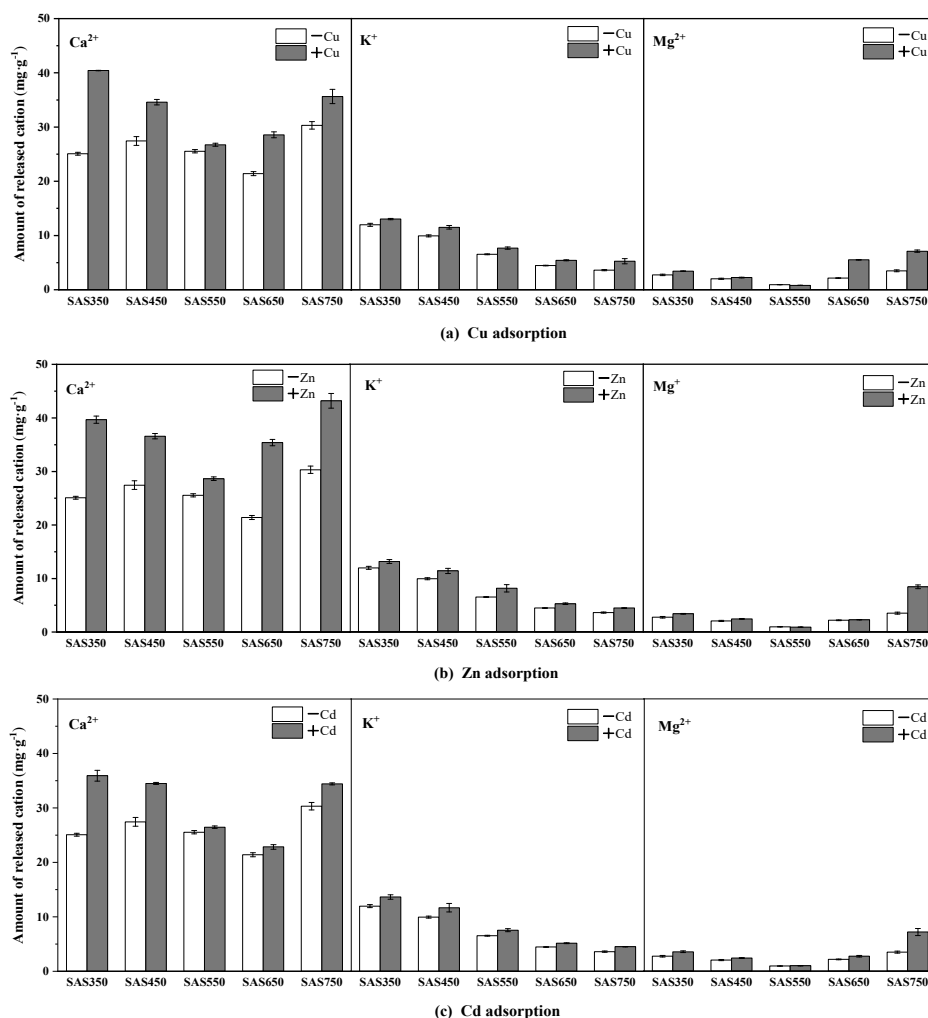 Amount of released cation (mg·g⁻¹)
50
40
30
20
10
0
Ca²⁺
−Cu
+Cu
K⁺
−Cu
+Cu
Mg²⁺
−Cu
+Cu
SAS350 SAS450 SAS550 SAS650 SAS750 SAS350 SAS450 SAS550 SAS650 SAS750 SAS350 SAS450 SAS550 SAS650 SAS750
(a) Cu adsorption
Amount of released cation (mg·g⁻¹)
50
40
30
20
10
0
Ca²⁺
−Zn
+Zn
K⁺
−Zn
+Zn
Mg⁺
−Zn
+Zn
SAS350 SAS450 SAS550 SAS650 SAS750 SAS350 SAS450 SAS550 SAS650 SAS750 SAS350 SAS450 SAS550 SAS650 SAS750
(b) Zn adsorption
Amount of released cation (mg·g⁻¹)
50
40
30
20
10
0
Ca²⁺
−Cd
+Cd
K⁺
−Cd
+Cd
Mg²⁺
−Cd
+Cd
SAS350 SAS450 SAS550 SAS650 SAS750 SAS350 SAS450 SAS550 SAS650 SAS750 SAS350 SAS450 SAS550 SAS650 SAS750
(c) Cd adsorption